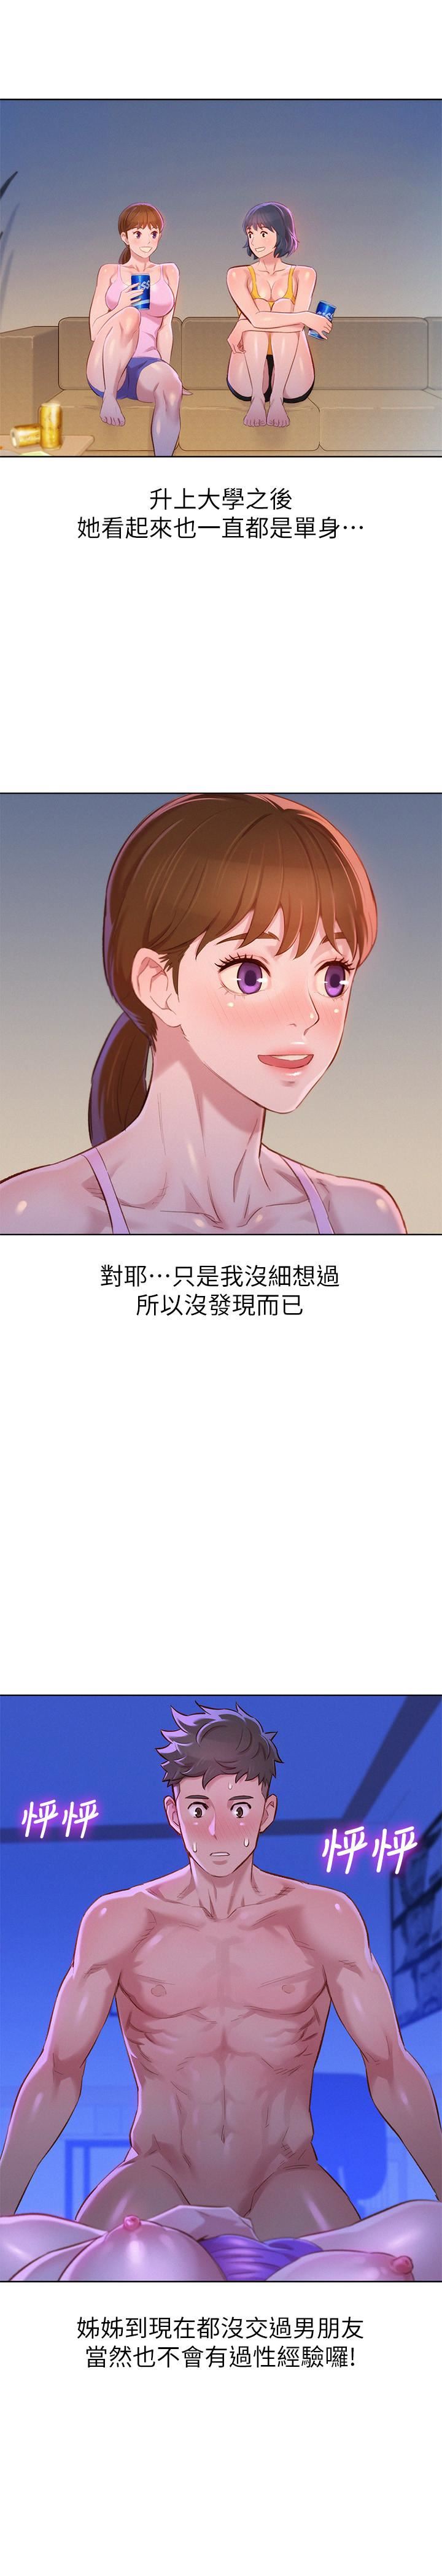 ass
升上大學之後
她看起來也一直都是單身…
對耶…只是我沒細想過
所以沒發現而已
怦怦
怦怦
姊姊到現在都沒交過男朋友
當然也不會有過性經驗囉!